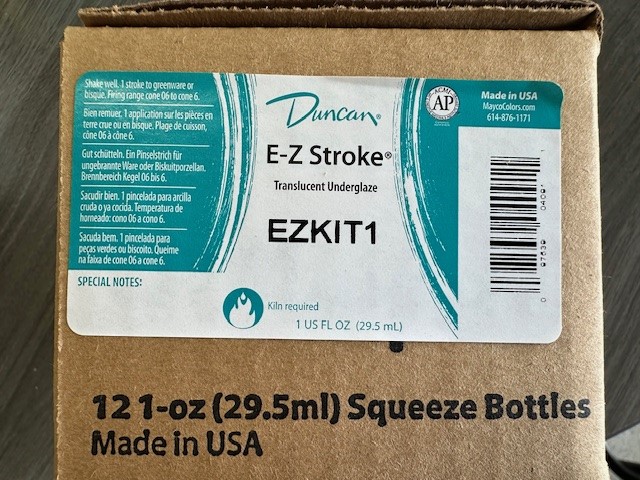 Shake well. 1 stroke to greenware or
bisque. Firing range cone 06 to cone 6.
Bien remuer. 1 application sur les pièces en
terre crue ou en bisque. Plage de cuisson,
cône 06 à cône 6.
Gut schütteln. Ein Pinselstrich für
ungebrannte Ware oder Biskuitporzellan.
Brennbereich Kegel 06 bis 6.
Sacudir bien. 1 pincelada para arcilla
cruda o ya cocida. Temperatura de
horneado: cono 06 a cono 6.
Sacuda bem. 1 pincelada para
peças verdes ou biscoito. Queime
na faixa de cone 06 a cone 6.
SPECIAL NOTES:
Duncan®
E-Z Stroke®
Translucent Underglaze
EZKIT1
Kiln required
1 US FL OZ (29.5 mL)
ACMI
AP
Made in USA
MaycoColors.com
614-876-1171
12 1-oz (29.5ml) Squeeze Bottles
Made in USA